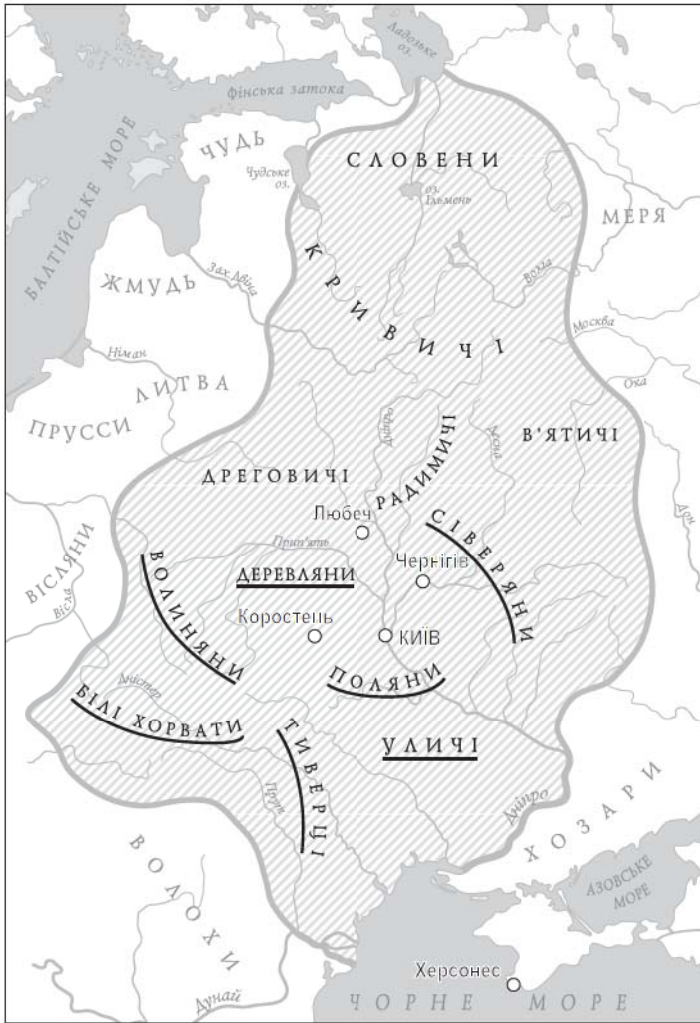 Ладозьке
оз.
фінська затока
ЧУДЬ
СЛОВЕНИ
Чудське
оз.
оз.
Ільмень
МЕРЯ
БАЛТІЙСЬКЕ МОРЕ
КРИВИЧІ
Зах.Двіна
Волга
ЖМУДЬ
Москва
Німан
Ока
ЛИТВА
ПРУССИ
Дніпро
РАДИМИЧІ
Десна
В'ЯТИЧІ
ДРЕГОВИЧІ
Дон
Любеч
СІВЕРЯНИ
Прип'ять
ВІСЛЯНИ
Вісла
ВОЛИНЯНИ
ДЕРЕВЛЯНИ
Чернігів
Коростень
КИЇВ
ПОЛЯНИ
Дністер
БІЛІ ХОРВАТИ
ТИВЕРЦІ
УЛИЧІ
Прут
Дніпро
ХОЗАРИ
ВОЛОХИ
АЗОВСЬКЕ
МОРЕ
Херсонес
Дунай
ЧОРНЕ МОРЕ